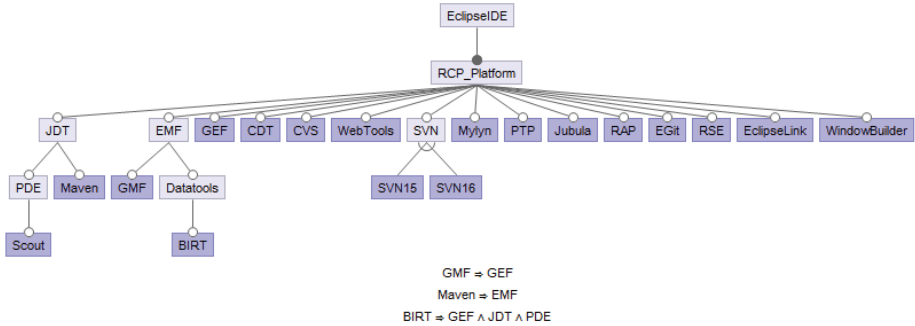 EclipseIDE
RCP_Platform
JDT EMF GEF CDT CVS WebTools SVN Mylyn PTP Jubula RAP EGit RSE EclipseLink WindowBuilder
PDE Maven GMF Datatools SVN15 SVN16
Scout BIRT
GMF ⇒ GEF
Maven ⇒ EMF
BIRT ⇒ GEF ∧ JDT ∧ PDE